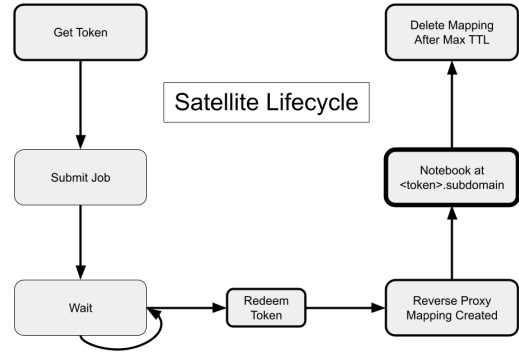 Get Token
Delete Mapping
After Max TTL
Satellite Lifecycle
Submit Job
Notebook at
<token>.subdomain
Wait
Redeem
Token
Reverse Proxy
Mapping Created